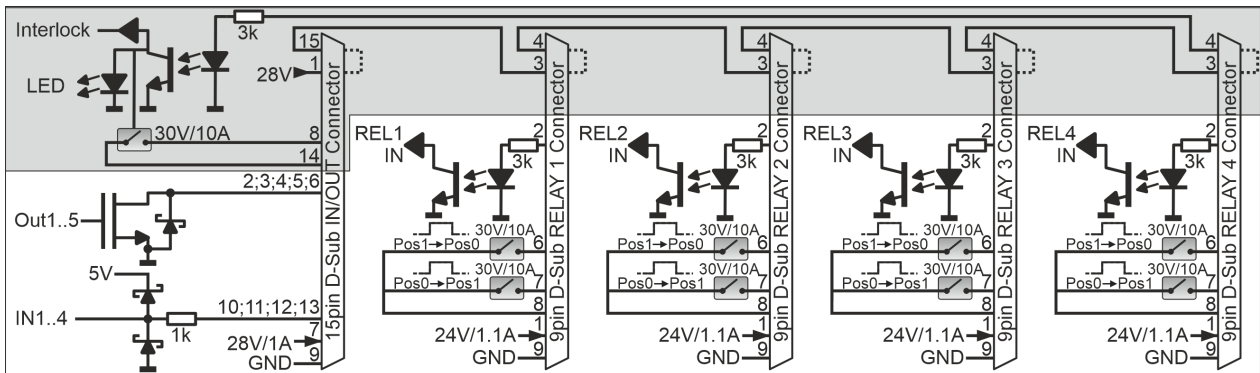 Interlock
3k
LED
28V
15
1
30V/10A
8
14
2;3;4;5;6
Out1..5
5V
IN1..4
1k
10;11;12;13
7
28V/1A
GND
9
15pin D-Sub IN/OUT Connector
4
3
REL1
IN
2
3k
30V/10A
Pos1→Pos0
6
30V/10A
Pos0→Pos1
7
8
24V/1.1A
1
GND
9
9pin D-Sub RELAY 1 Connector
4
3
REL2
IN
2
3k
30V/10A
Pos1→Pos0
6
30V/10A
Pos0→Pos1
7
8
24V/1.1A
1
GND
9
9pin D-Sub RELAY 2 Connector
4
3
REL3
IN
2
3k
30V/10A
Pos1→Pos0
6
30V/10A
Pos0→Pos1
7
8
24V/1.1A
1
GND
9
9pin D-Sub RELAY 3 Connector
4
3
REL4
IN
2
3k
30V/10A
Pos1→Pos0
6
30V/10A
Pos0→Pos1
7
8
24V/1.1A
1
GND
9
9pin D-Sub RELAY 4 Connector